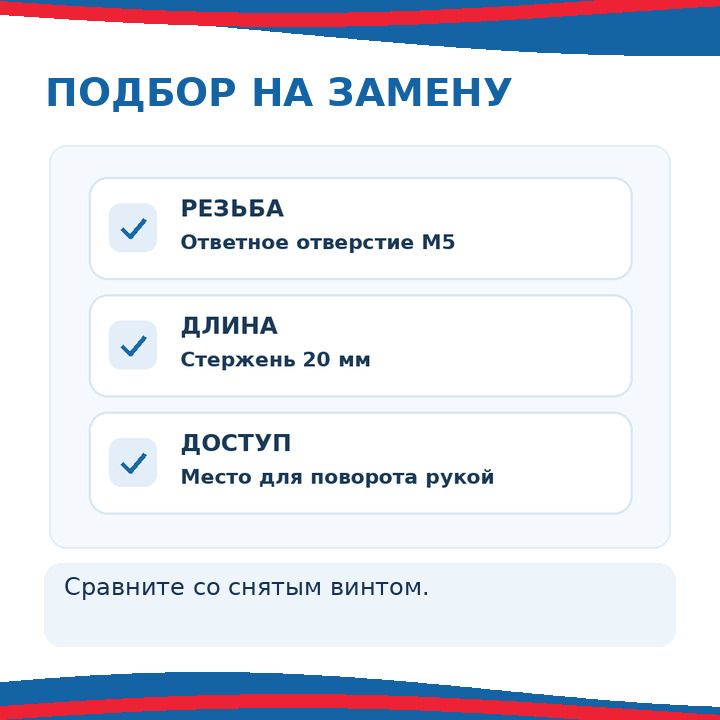 ПОДБОР НА ЗАМЕНУ
РЕЗЬБА
Ответное отверстие М5
ДЛИНА
Стержень 20 мм
ДОСТУП
Место для поворота рукой
Сравните со снятым винтом.